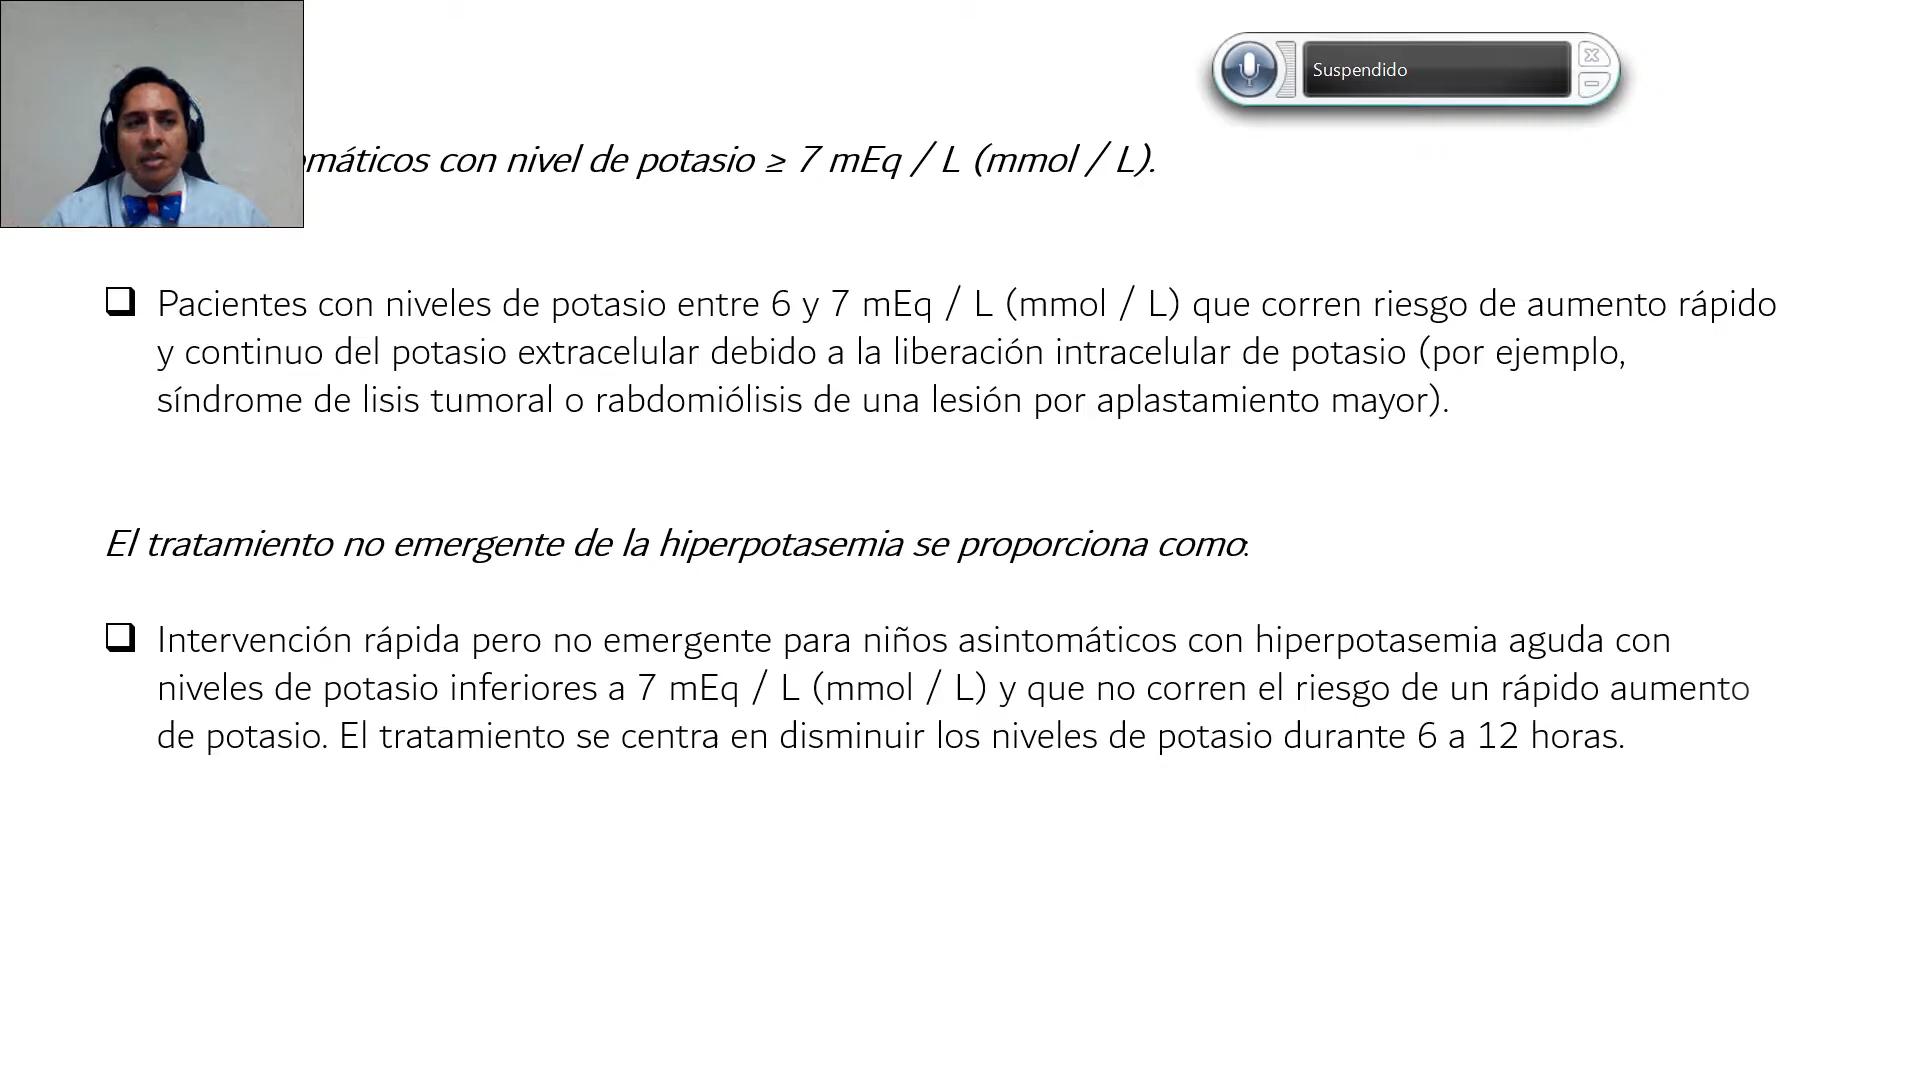 Suspendido
máticos con nivel de potasio ≥ 7 mEq / L (mmol / L).
Pacientes con niveles de potasio entre 6 y 7 mEq / L (mmol / L) que corren riesgo de aumento rápido
y continuo del potasio extracelular debido a la liberación intracelular de potasio (por ejemplo,
síndrome de lisis tumoral o rabdomiólisis de una lesión por aplastamiento mayor).
El tratamiento no emergente de la hiperpotasemia se proporciona como:
Intervención rápida pero no emergente para niños asintomáticos con hiperpotasemia aguda con
niveles de potasio inferiores a 7 mEq / L (mmol / L) y que no corren el riesgo de un rápido aumento
de potasio. El tratamiento se centra en disminuir los niveles de potasio durante 6 a 12 horas.